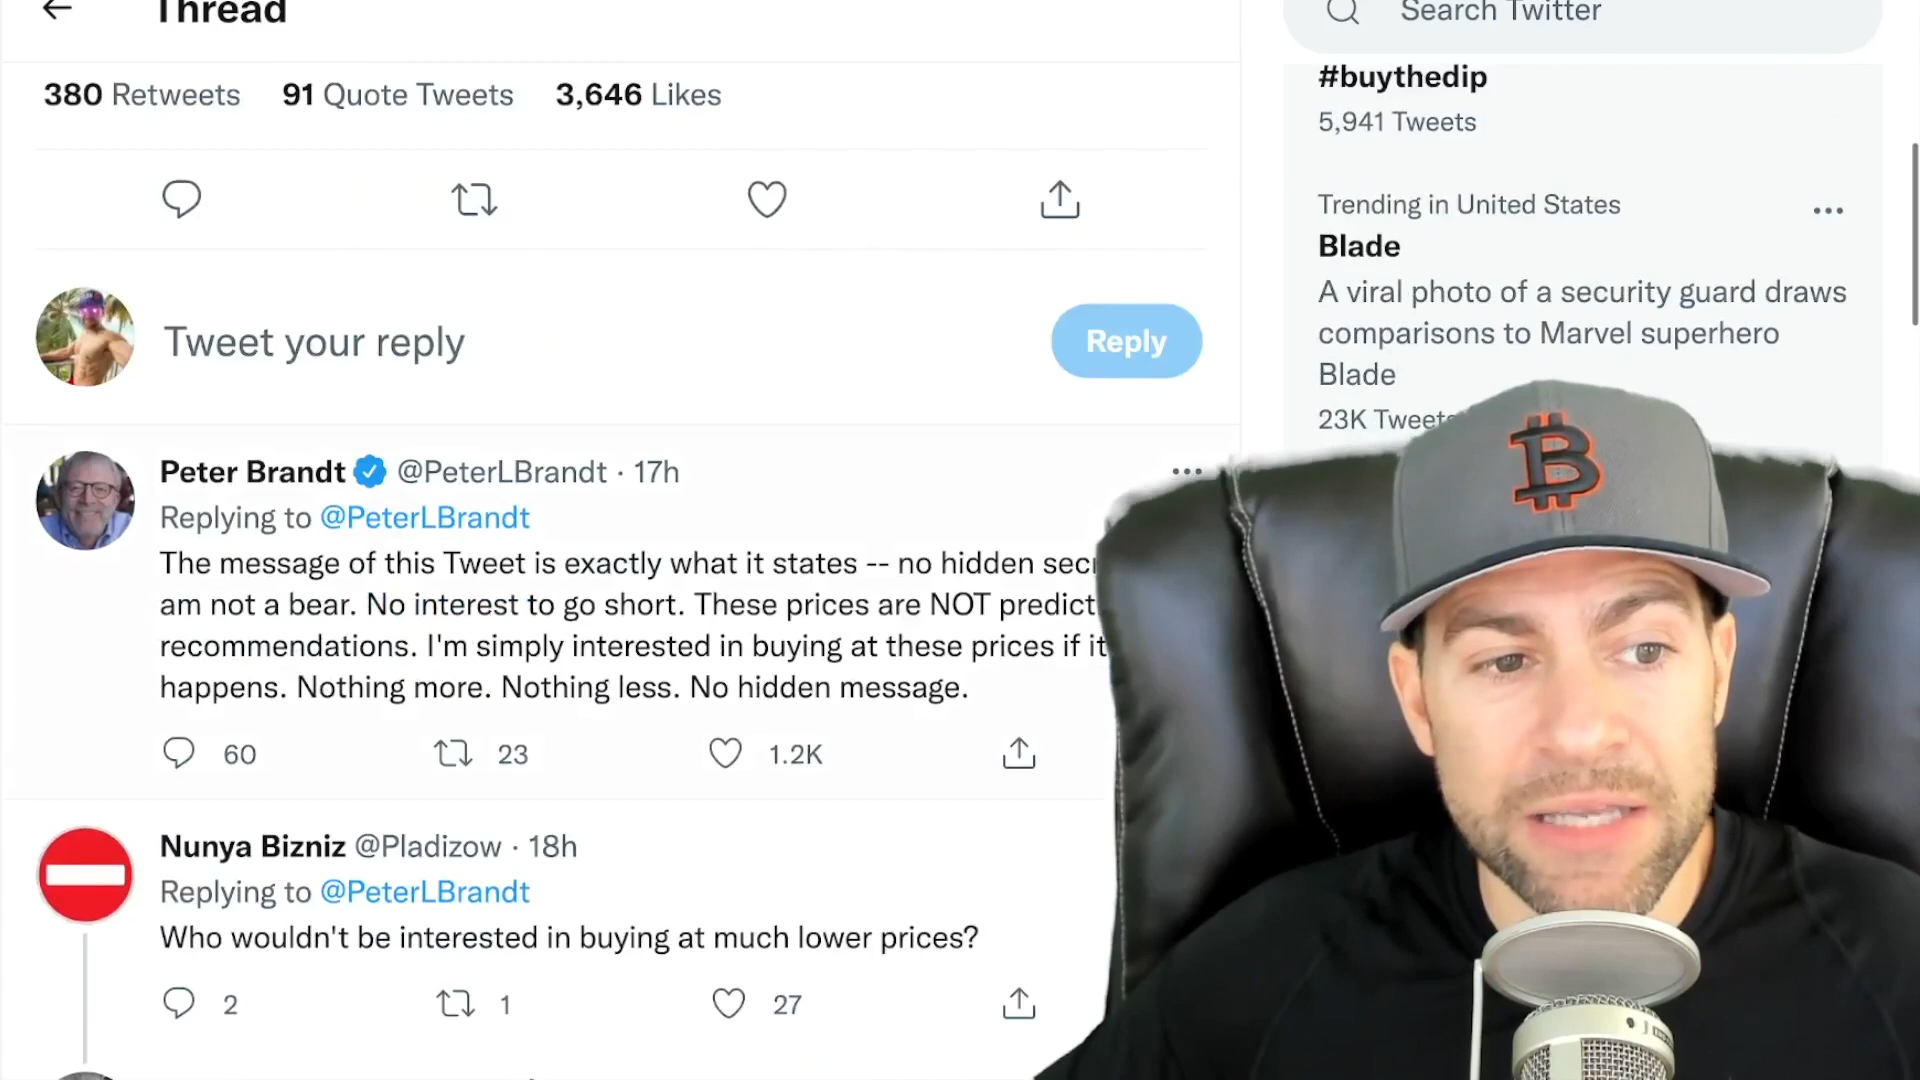 Thread
Search Twitter
380 Retweets 91 Quote Tweets 3,646 Likes
#buythedip
5,941 Tweets
Trending in United States
Blade
A viral photo of a security guard draws
comparisons to Marvel superhero
Blade
23K Tweets
Tweet your reply
Reply
Peter Brandt @PeterLBrandt · 17h
Replying to @PeterLBrandt
The message of this Tweet is exactly what it states -- no hidden
am not a bear. No interest to go short. These prices are NOT
recommendations. I'm simply interested in buying at these prices if it
happens. Nothing more. Nothing less. No hidden message.
60 23 1.2K
Nunya Bizniz @Pladizow · 18h
Replying to @PeterLBrandt
Who wouldn't be interested in buying at much lower prices?
2 1 27